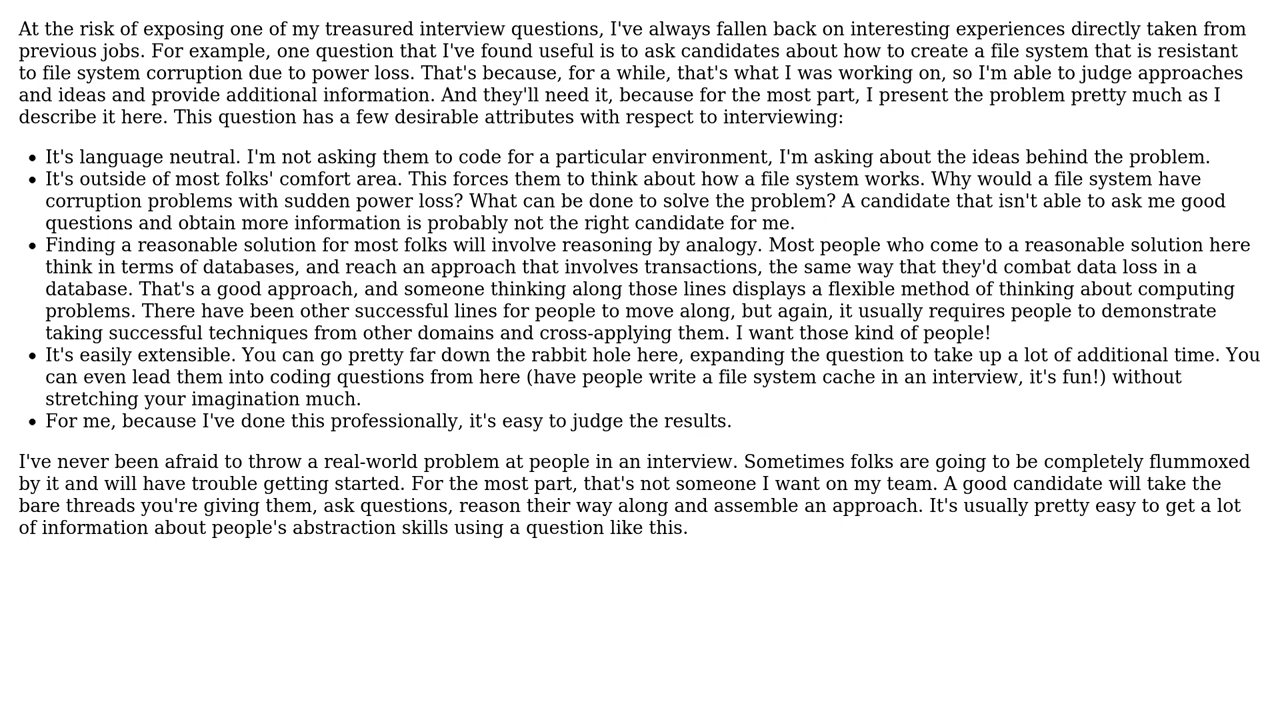 At the risk of exposing one of my treasured interview questions, I've always fallen back on interesting experiences directly taken from
previous jobs. For example, one question that I've found useful is to ask candidates about how to create a file system that is resistant
to file system corruption due to power loss. That's because, for a while, that's what I was working on, so I'm able to judge approaches
and ideas and provide additional information. And they'll need it, because for the most part, I present the problem pretty much as I
describe it here. This question has a few desirable attributes with respect to interviewing:
• It's language neutral. I'm not asking them to code for a particular environment, I'm asking about the ideas behind the problem.
• It's outside of most folks' comfort area. This forces them to think about how a file system works. Why would a file system have
corruption problems with sudden power loss? What can be done to solve the problem? A candidate that isn't able to ask me good
questions and obtain more information is probably not the right candidate for me.
• Finding a reasonable solution for most folks will involve reasoning by analogy. Most people who come to a reasonable solution here
think in terms of databases, and reach an approach that involves transactions, the same way that they'd combat data loss in a
database. That's a good approach, and someone thinking along those lines displays a flexible method of thinking about computing
problems. There have been other successful lines for people to move along, but again, it usually requires people to demonstrate
taking successful techniques from other domains and cross-applying them. I want those kind of people!
• It's easily extensible. You can go pretty far down the rabbit hole here, expanding the question to take up a lot of additional time. You
can even lead them into coding questions from here (have people write a file system cache in an interview, it's fun!) without
stretching your imagination much.
• For me, because I've done this professionally, it's easy to judge the results.
I've never been afraid to throw a real-world problem at people in an interview. Sometimes folks are going to be completely flummoxed
by it and will have trouble getting started. For the most part, that's not someone I want on my team. A good candidate will take the
bare threads you're giving them, ask questions, reason their way along and assemble an approach. It's usually pretty easy to get a lot
of information about people's abstraction skills using a question like this.